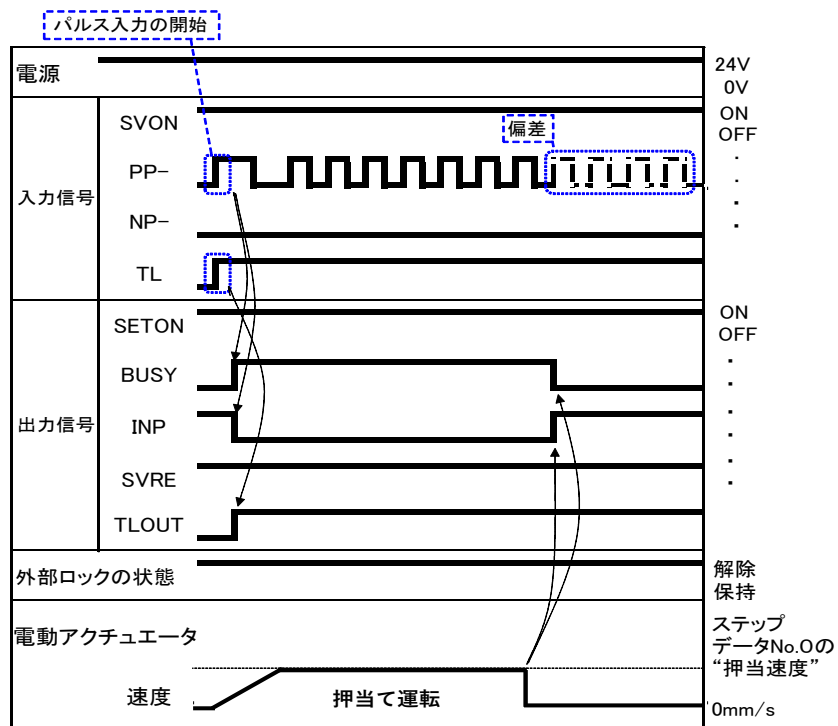 パルス入力の開始
電源
24V
0V
入力信号
SVON
ON
OFF
偏差
PP-
NP-
TL
出力信号
SETON
ON
OFF
BUSY
INP
SVRE
TLOUT
外部ロックの状態
解除
保持
電動アクチュエータ
ステップ
データNo.0の
“押当速度”
速度
押当て運転
0mm/s